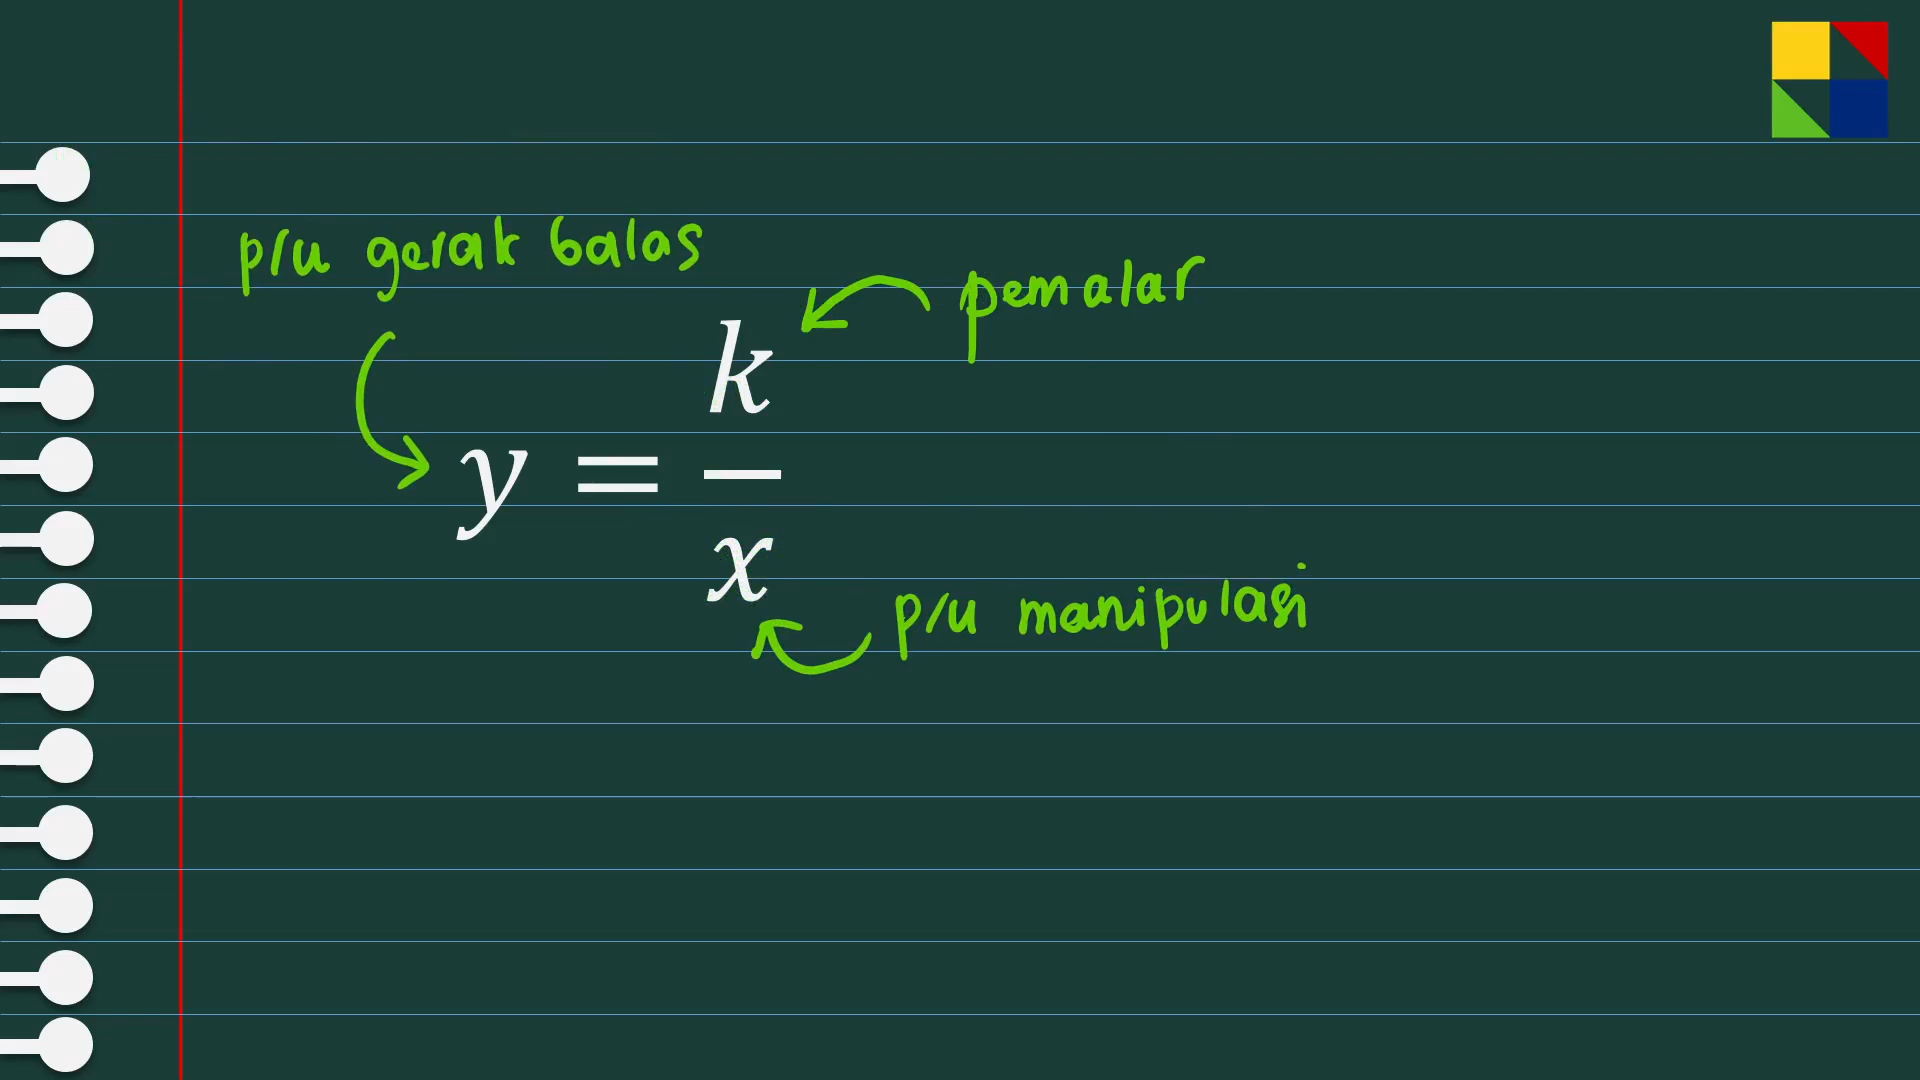 p/u gerak balas
pemalar
y = k/x
p/u manipulasi